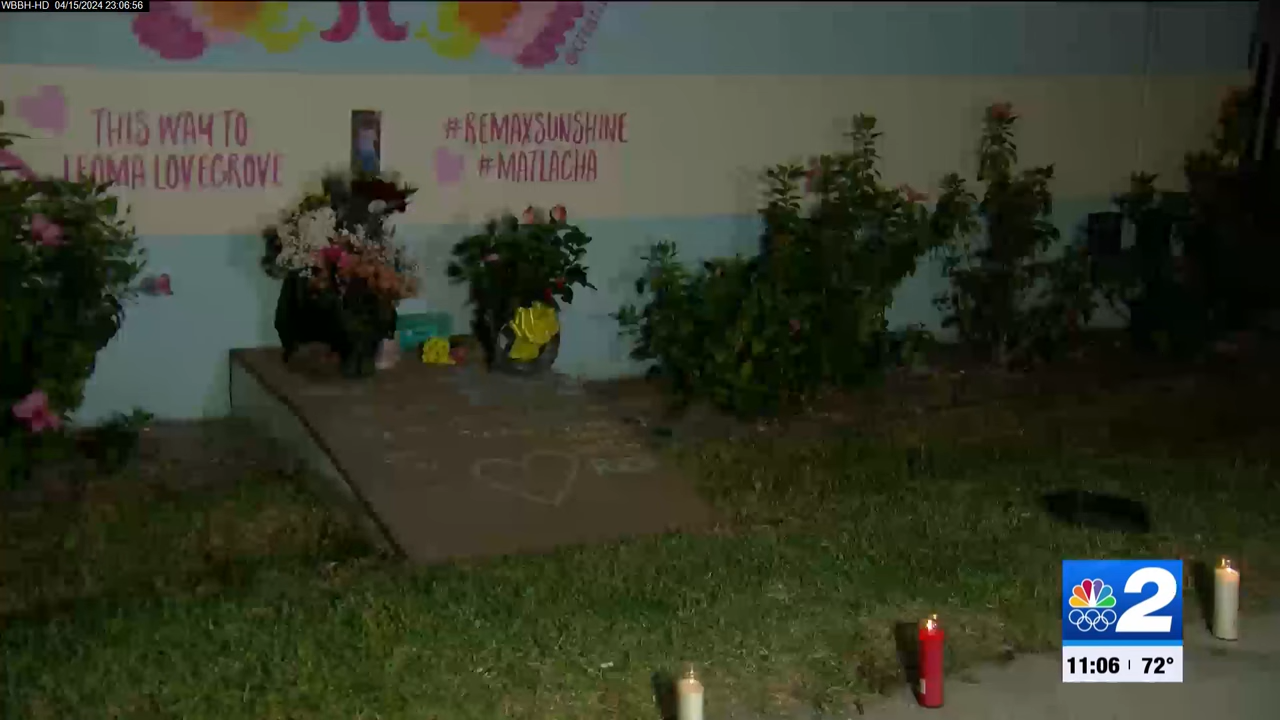 WBBH-HD 04/15/2024 23:06:56
THIS WAY TO
LEOMA LOVEGROVE
#REMAXSUNSHINE
#MATLACHA
2
11:06 72°